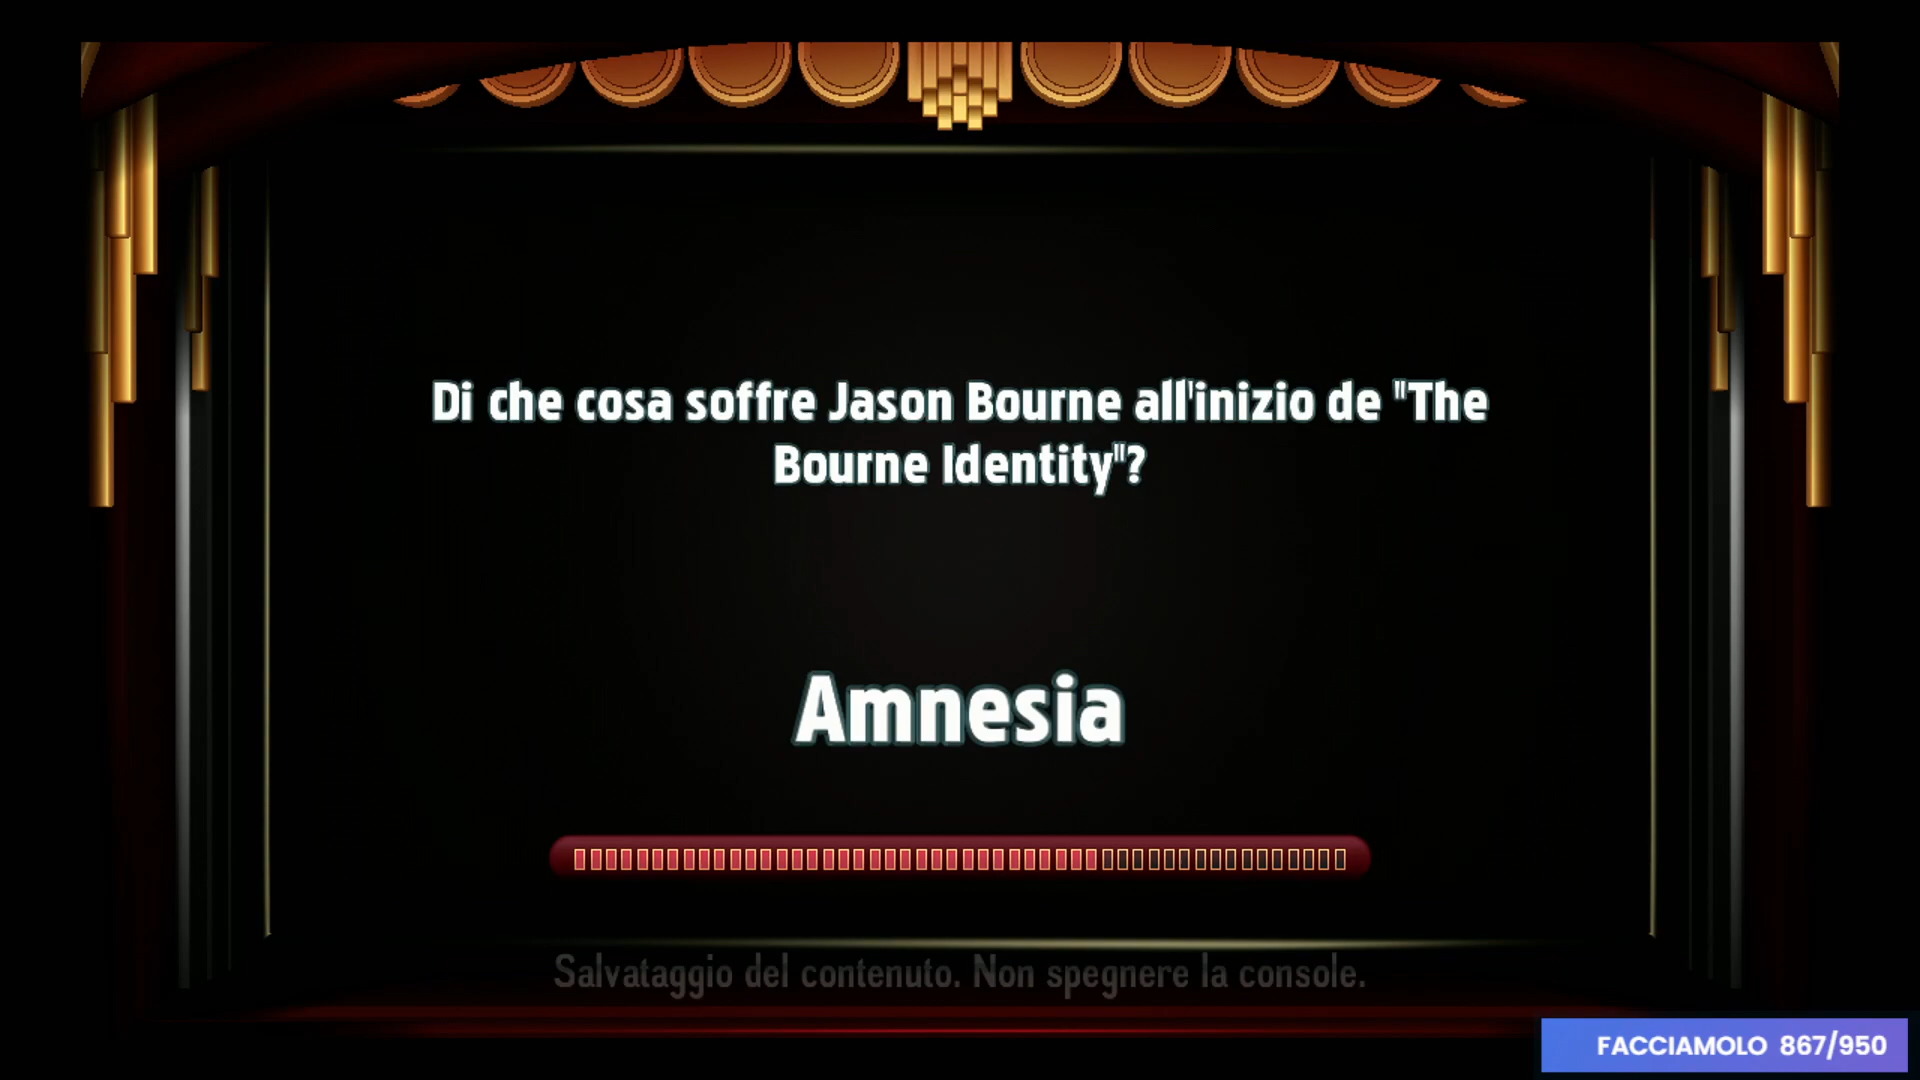 Di che cosa soffre Jason Bourne all'inizio de "The
Bourne Identity"?
Amnesia
Salvataggio del contenuto. Non spegnere la console.
FACCIAMOLO 867/950